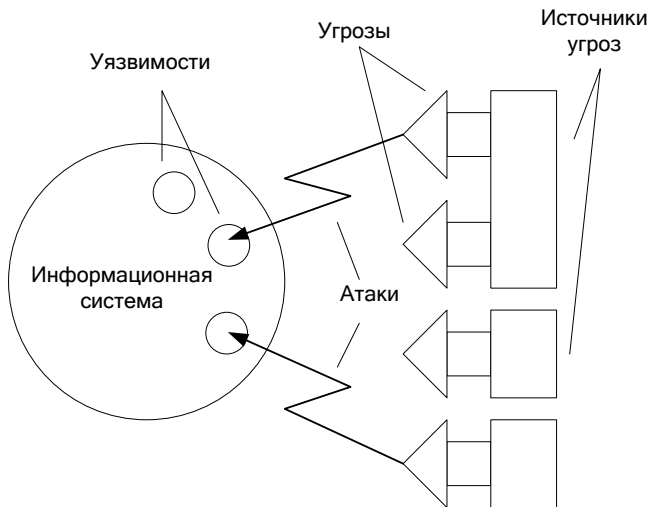 Источники
угроз
Угрозы
Уязвимости
Информационная
система
Атаки